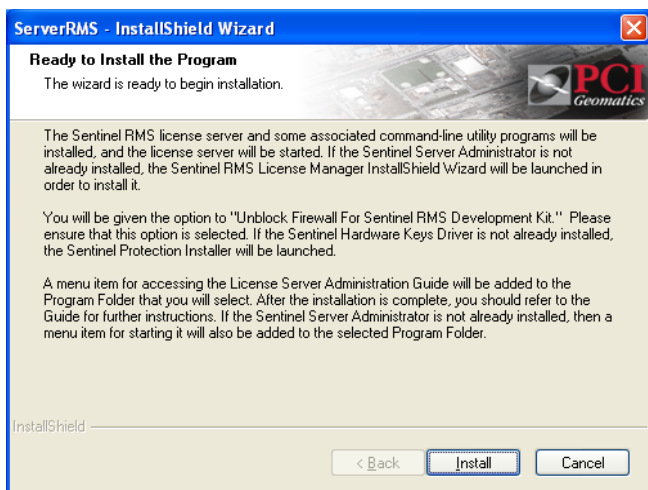 ServerRMS - InstallShield Wizard
Ready to Install the Program
The wizard is ready to begin installation.
PCI
Geomatics
The Sentinel RMS license server and some associated command-line utility programs will be
installed, and the license server will be started. If the Sentinel Server Administrator is not
already installed, the Sentinel RMS License Manager InstallShield Wizard will be launched in
order to install it.
You will be given the option to "Unblock Firewall For Sentinel RMS Development Kit." Please
ensure that this option is selected. If the Sentinel Hardware Keys Driver is not already installed,
the Sentinel Protection Installer will be launched.
A menu item for accessing the License Server Administration Guide will be added to the
Program Folder that you will select. After the installation is complete, you should refer to the
Guide for further instructions. If the Sentinel Server Administrator is not already installed, then a
menu item for starting it will also be added to the selected Program Folder.
InstallShield
< Back Install Cancel